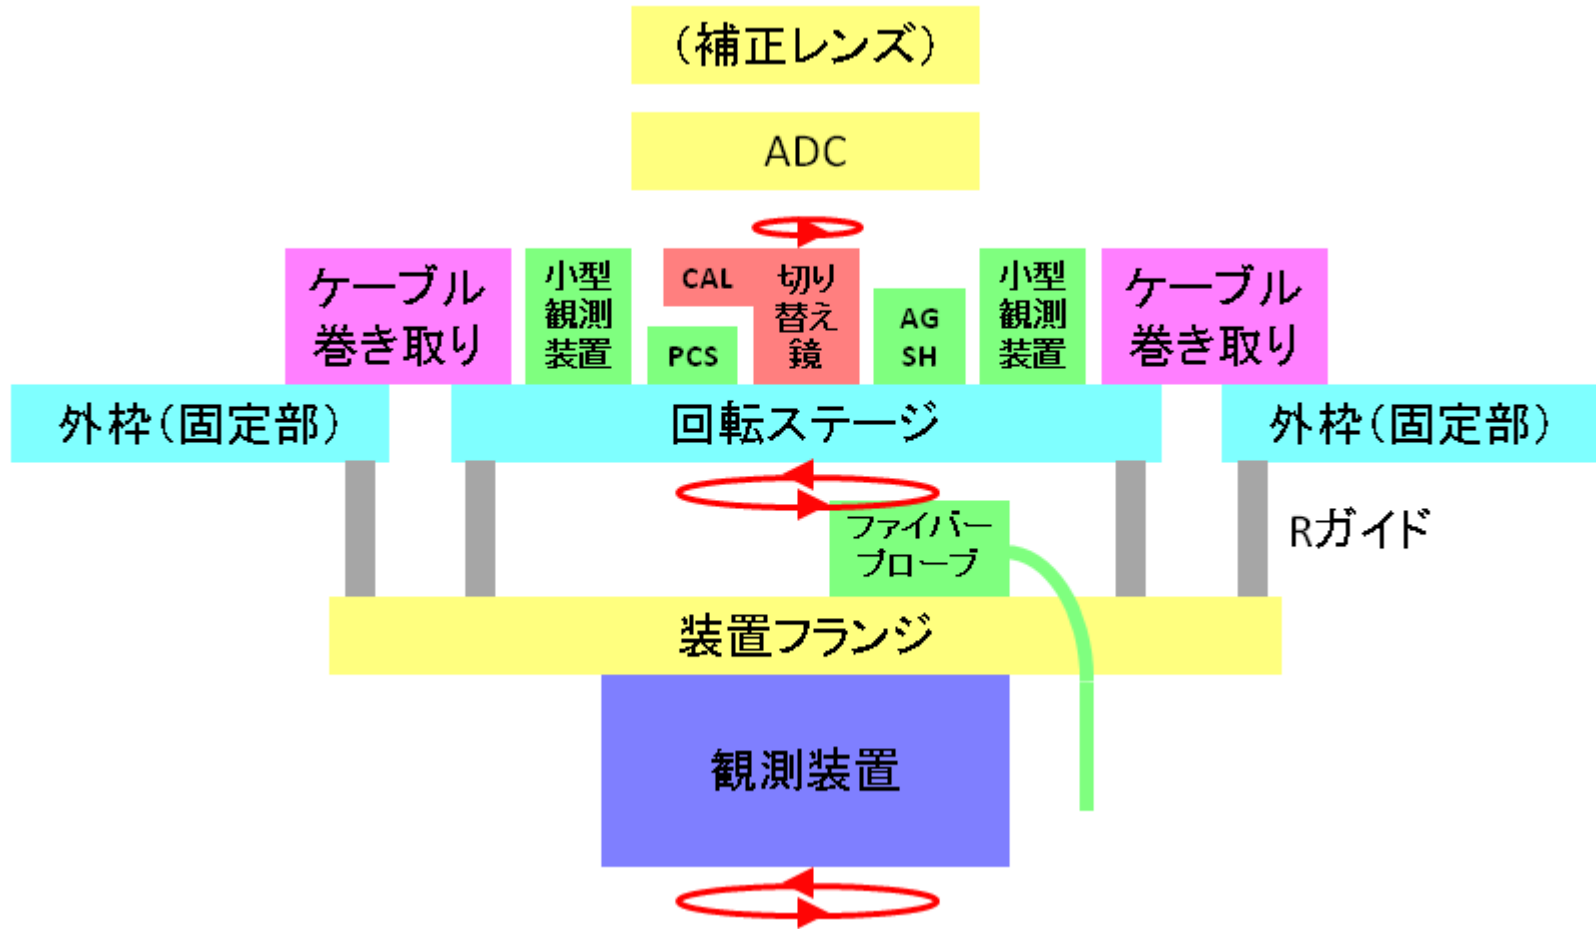 （補正レンズ）
ADC
ケーブル
巻き取り
小型
観測
装置
CAL
PCS
切り
替え
鏡
AG
SH
小型
観測
装置
ケーブル
巻き取り
外枠（固定部）
回転ステージ
外枠（固定部）
ファイバー
プローブ
Rガイド
装置フランジ
観測装置